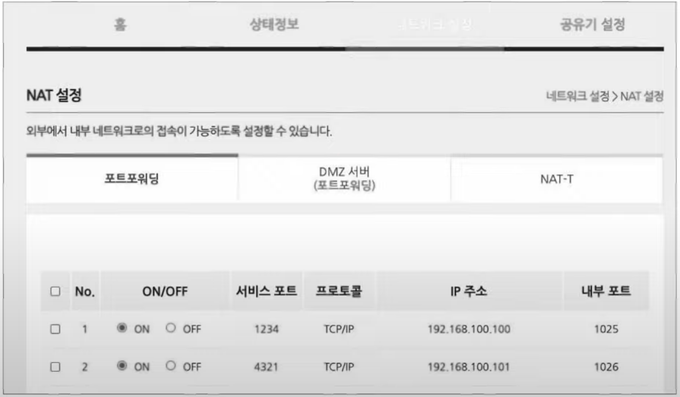 홈 상태정보 네트워크 설정 공유기 설정
NAT 설정 네트워크 설정 > NAT 설정
외부에서 내부 네트워크로의 접속이 가능하도록 설정할 수 있습니다.
포트포워딩 DMZ 서버 NAT-T
(포트포워딩)
No. ON/OFF 서비스 포트 프로토콜 IP 주소 내부 포트
1 ON OFF 1234 TCP/IP 192.168.100.100 1025
2 ON OFF 4321 TCP/IP 192.168.100.101 1026